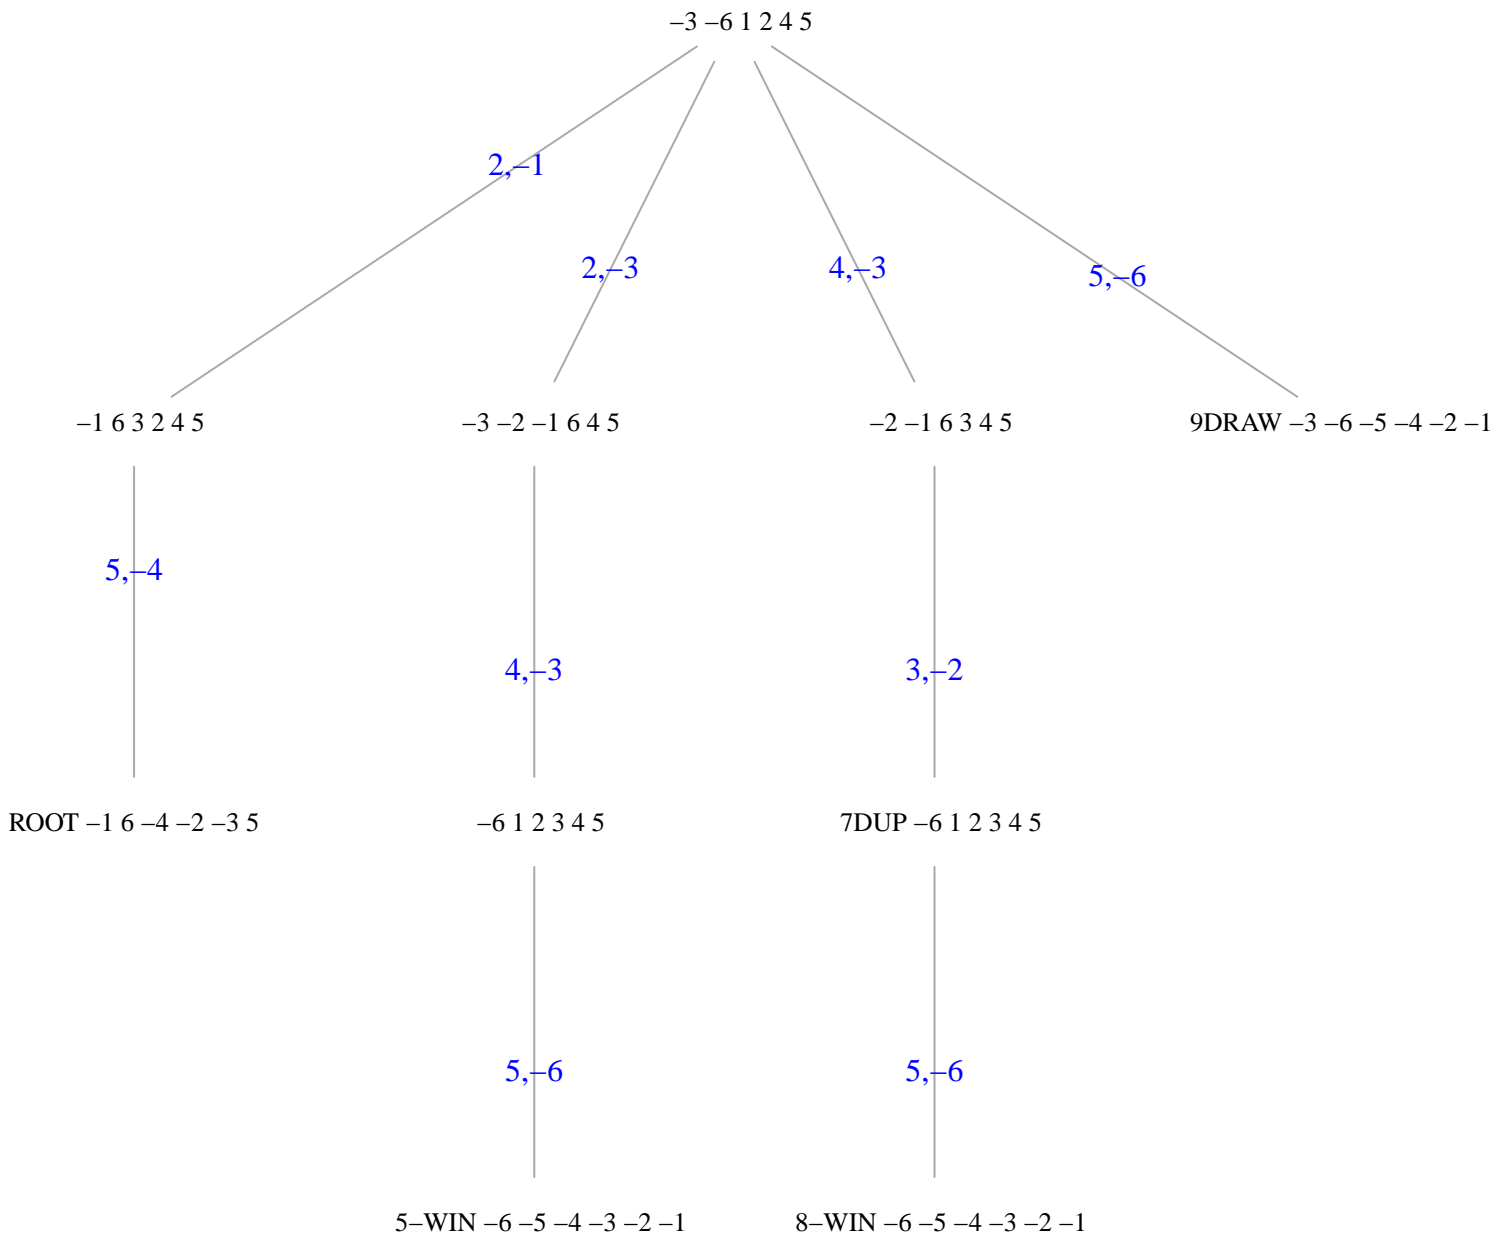 –3 –6 1 2 4 5
2,–1
2,–3
4,–3
5,–6
–1 6 3 2 4 5
–3 –2 –1 6 4 5
–2 –1 6 3 4 5
9DRAW –3 –6 –5 –4 –2 –1
5,–4
4,–3
3,–2
ROOT –1 6 –4 –2 –3 5
–6 1 2 3 4 5
7DUP –6 1 2 3 4 5
5,–6
5,–6
5–WIN –6 –5 –4 –3 –2 –1
8–WIN –6 –5 –4 –3 –2 –1